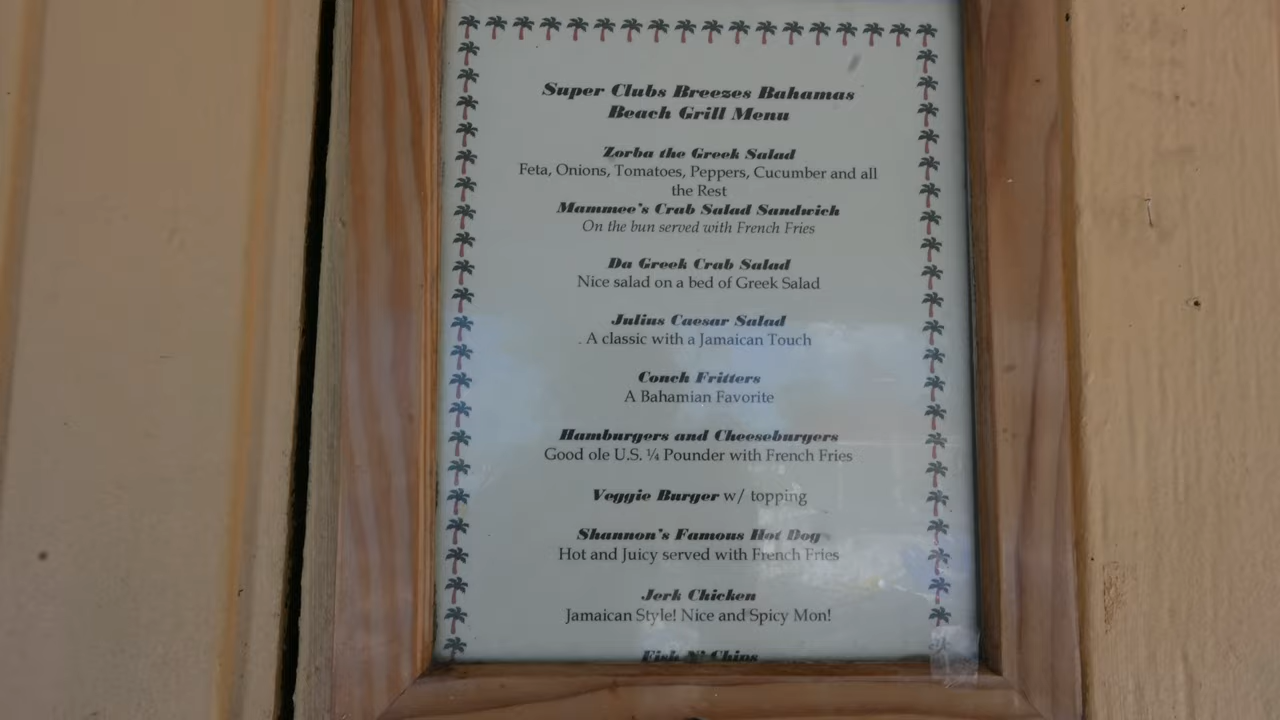 Super Clubs Breezes Bahamas
Beach Grill Menu
Zorba the Greek Salad
Feta, Onions, Tomatoes, Peppers, Cucumber and all
the Rest
Mammee's Crab Salad Sandwich
On the bun served with French Fries
Da Greek Crab Salad
Nice salad on a bed of Greek Salad
Julius Caesar Salad
. A classic with a Jamaican Touch
Conch Fritters
A Bahamian Favorite
Hamburgers and Cheeseburgers
Good ole U.S. ¼ Pounder with French Fries
Veggie Burger w/ topping
Shannon's Famous Hot Dog
Hot and Juicy served with French Fries
Jerk Chicken
Jamaican Style! Nice and Spicy Mon!
Fish N' Chips